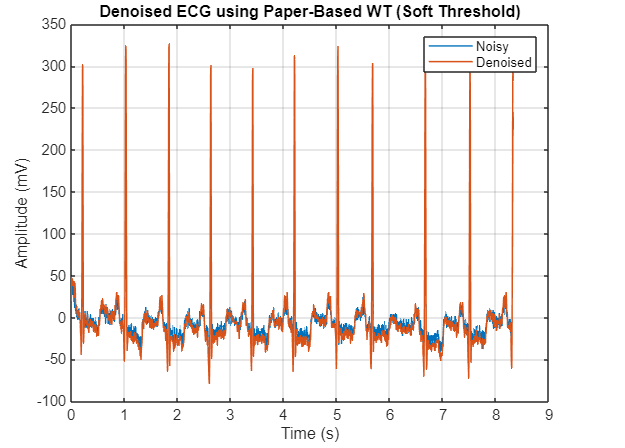 Denoised ECG using Paper-Based WT (Soft Threshold)
350
300
250
200
150
100
50
0
-50
-100
Amplitude (mV)
Noisy
Denoised
0 1 2 3 4 5 6 7 8 9
Time (s)